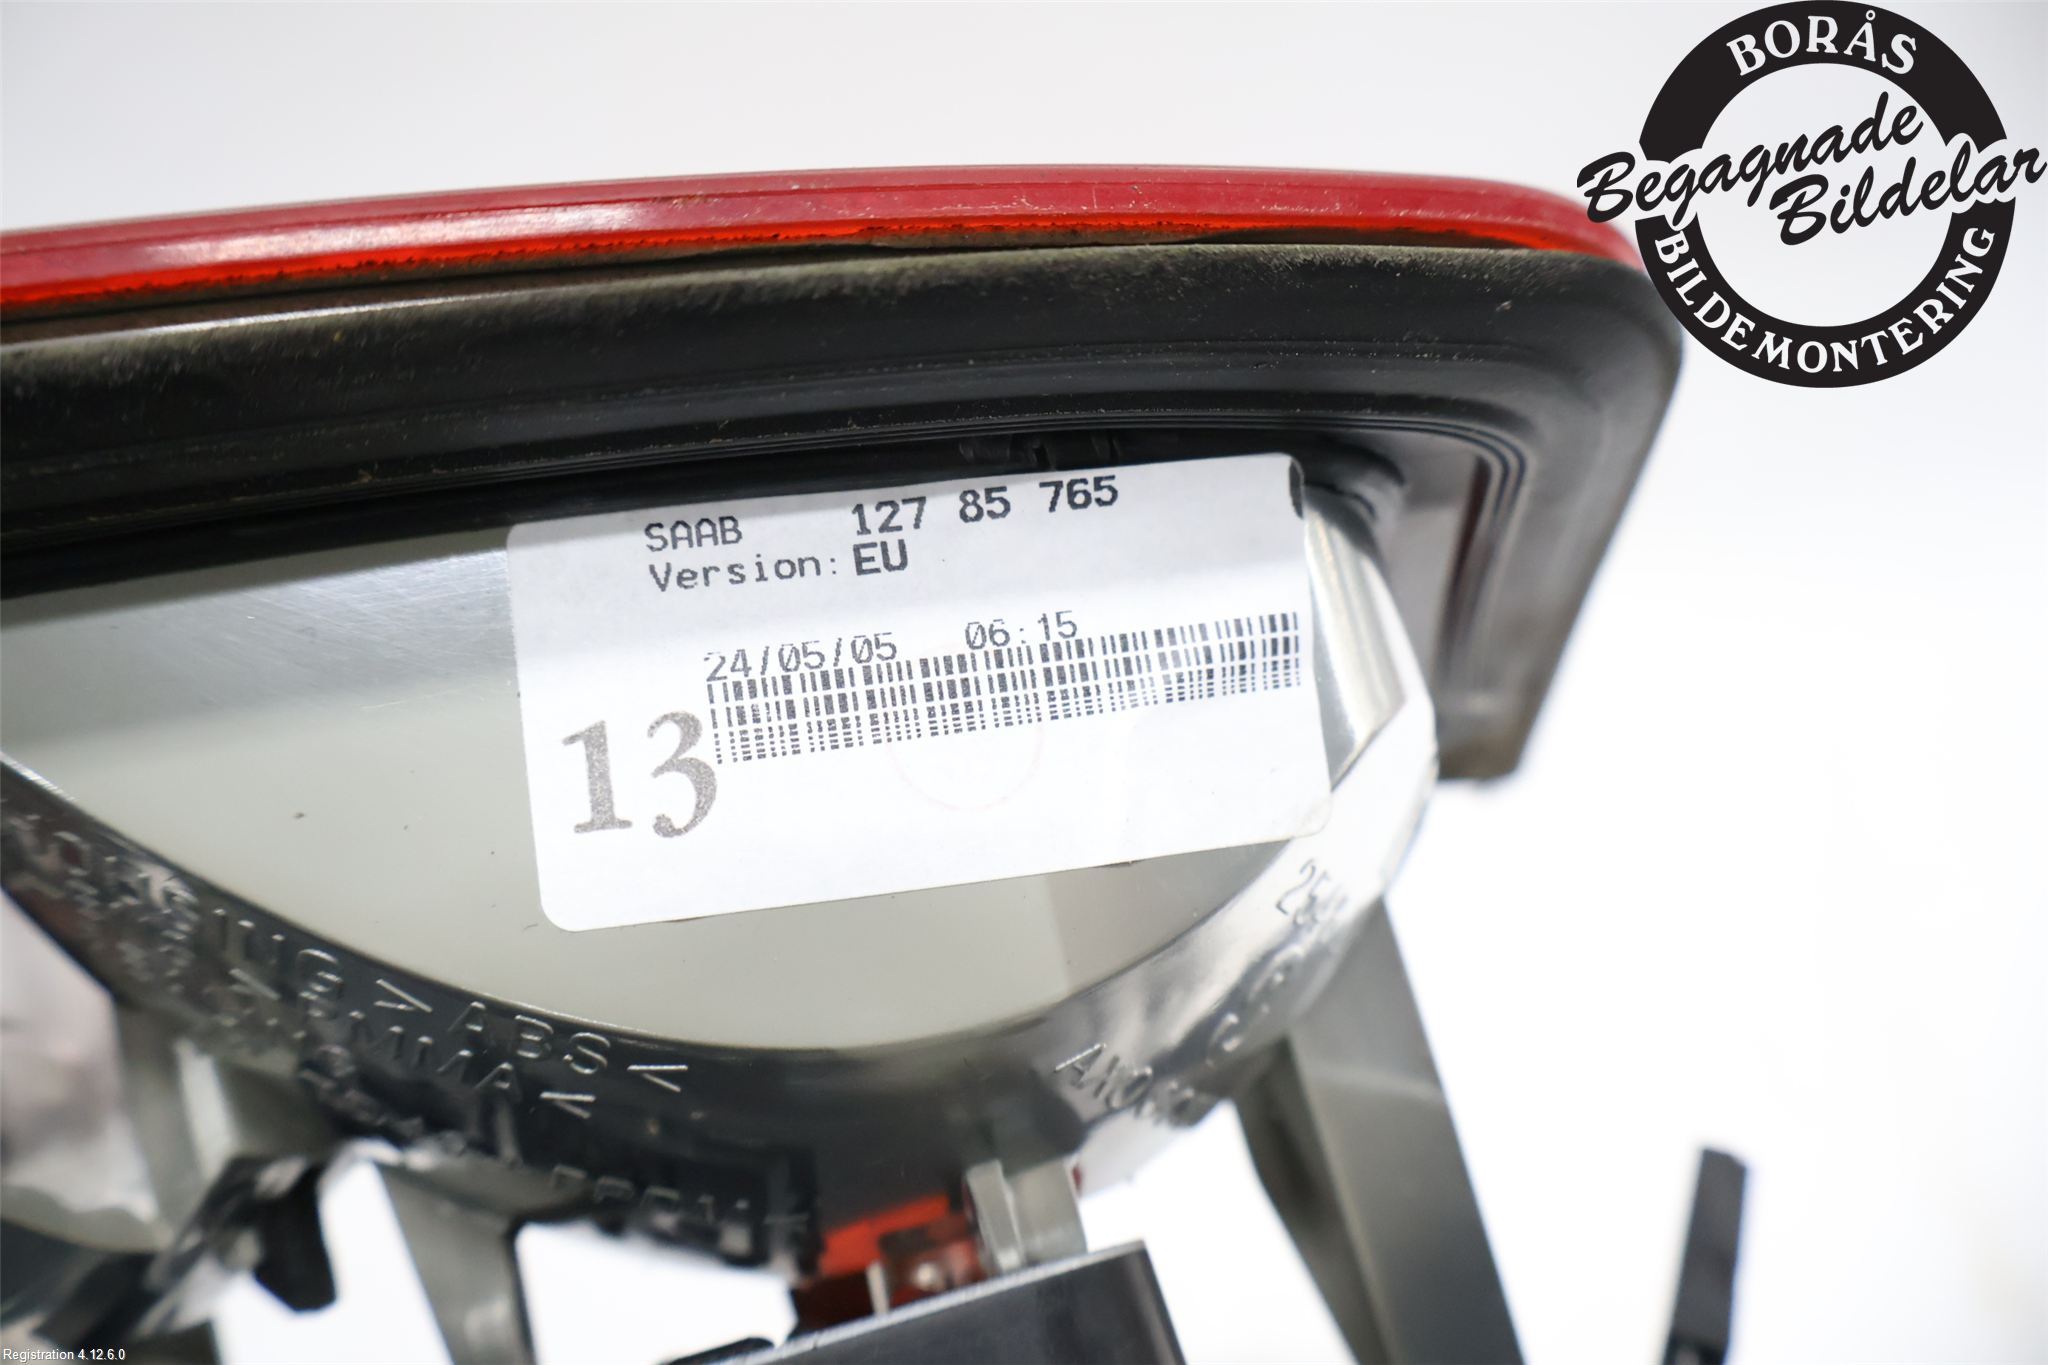 BORÅS
Begagnade
Bildelar
BILDEMONTERING
SAAB 127 85 765
Version: EU
24/05/05 06:15
13
> ABS <
Registration 4.12.6.0